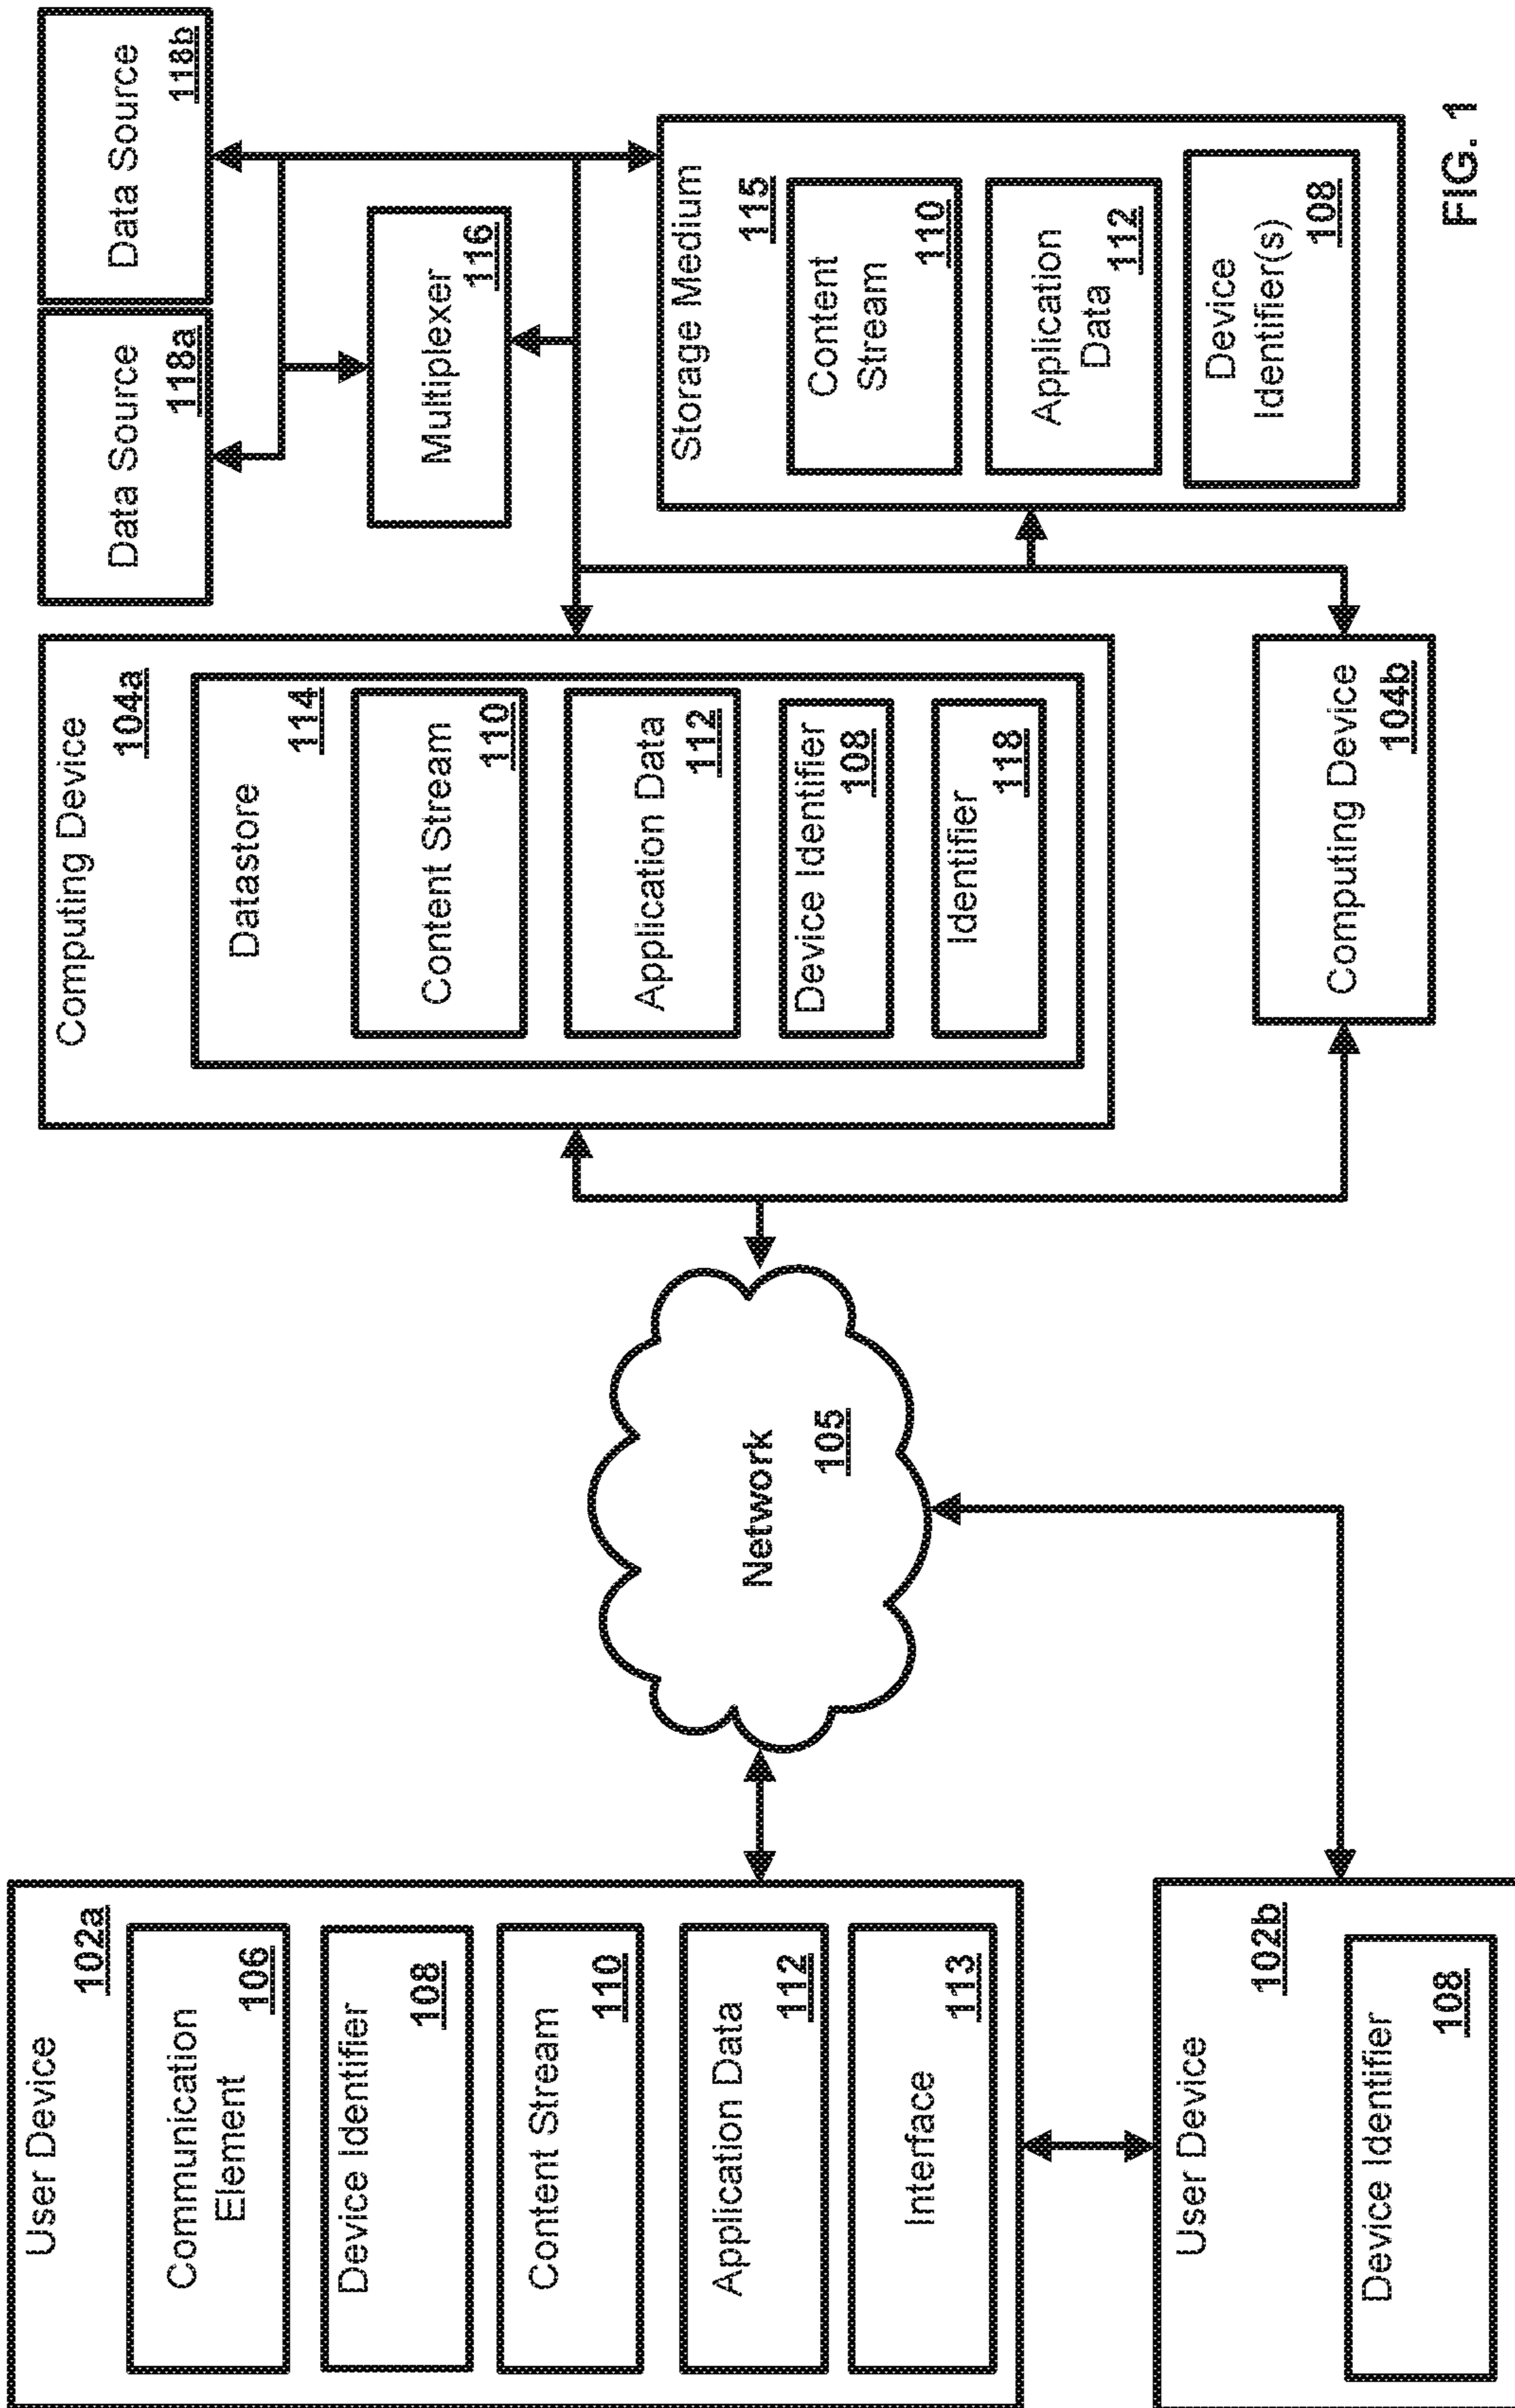 User Device
102a
Communication
Element
106
Device Identifier
108
Content Stream
110
Application Data
112
Interface
113
User Device
102b
Device Identifier
108
Network
105
Computing Device
104a
Datastore
114
Content Stream
110
Application Data
112
Device Identifier
108
Identifier
118
Computing Device
104b
Data Source
118a
Data Source
118b
Multiplexer
116
Storage Medium
115
Content
Stream
110
Application
Data
112
Device
Identifier(s)
108
FIG. 1